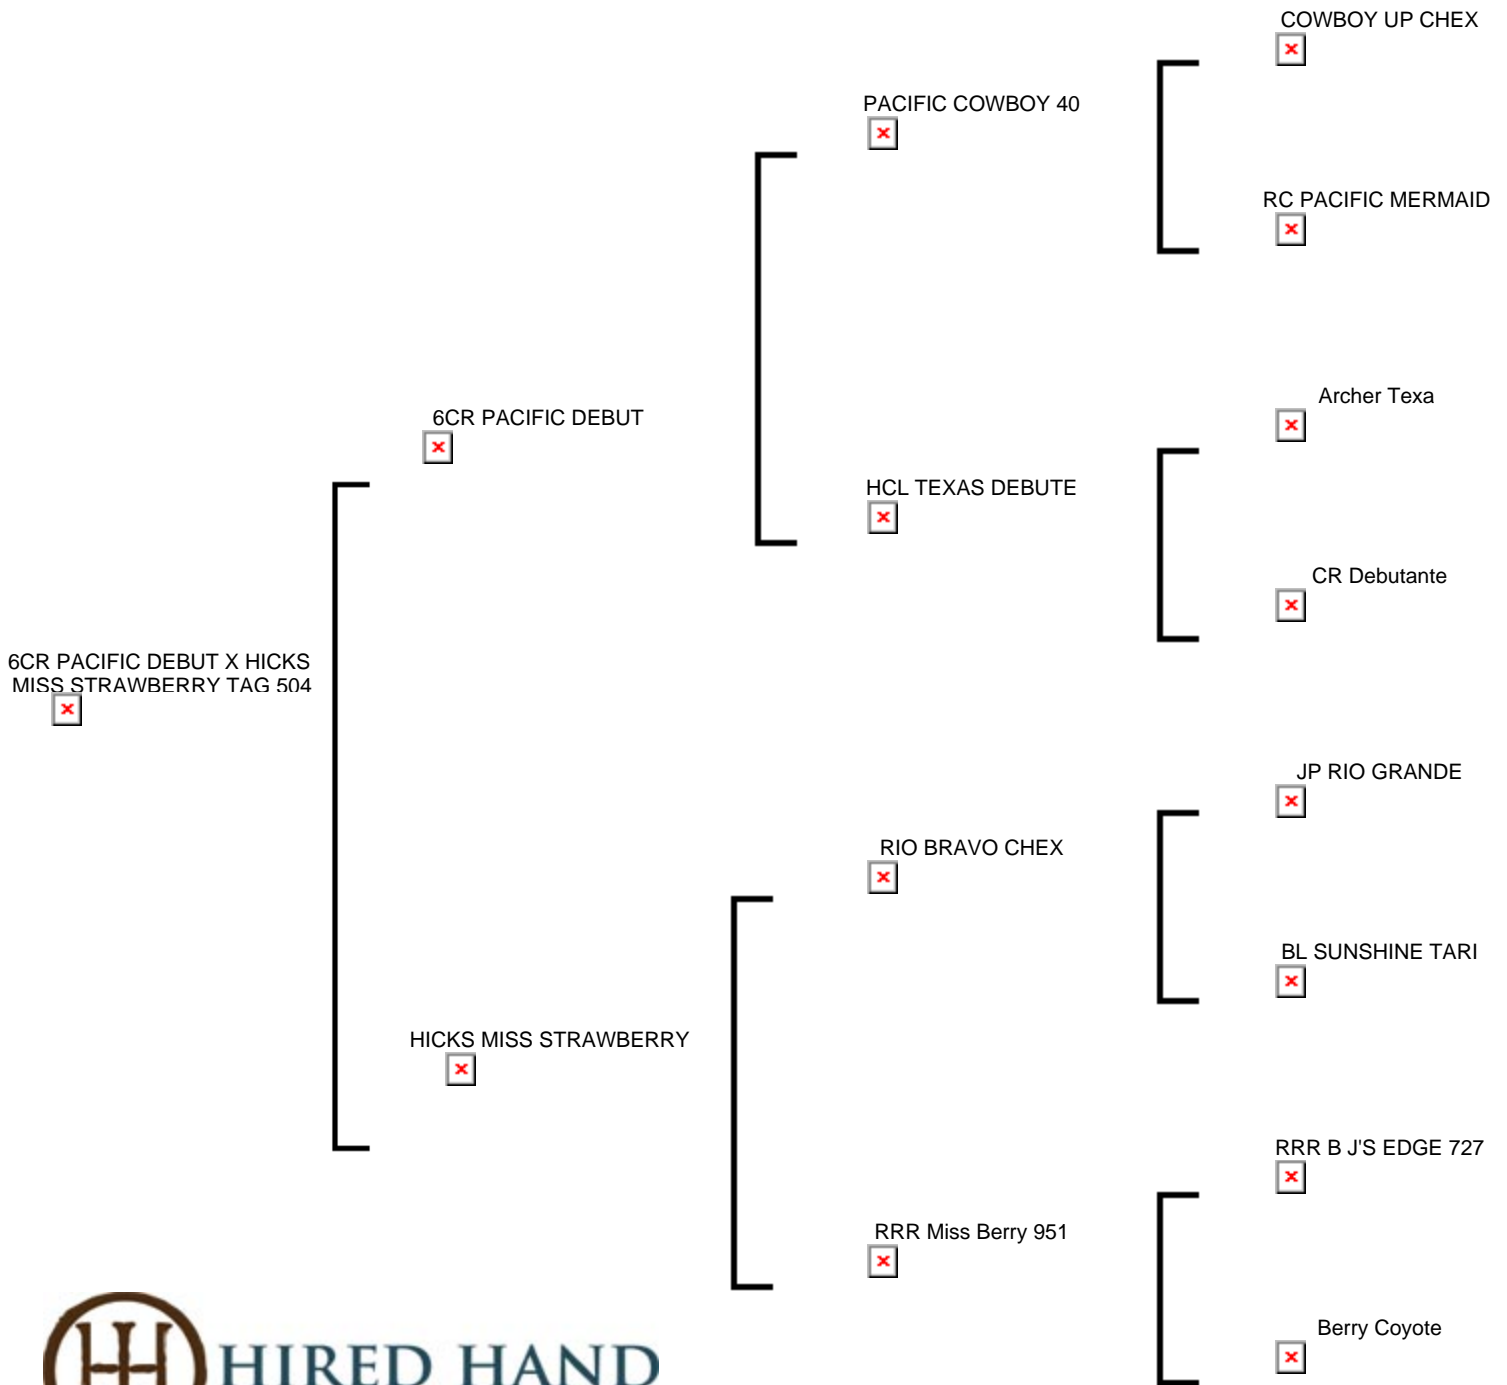 COWBOY UP CHEX
PACIFIC COWBOY 40
RC PACIFIC MERMAID
6CR PACIFIC DEBUT
Archer Texa
HCL TEXAS DEBUTE
CR Debutante
6CR PACIFIC DEBUT X HICKS
MISS STRAWBERRY TAG 504
JP RIO GRANDE
RIO BRAVO CHEX
BL SUNSHINE TARI
HICKS MISS STRAWBERRY
RRR B J'S EDGE 727
RRR Miss Berry 951
Berry Coyote
HIRED HAND